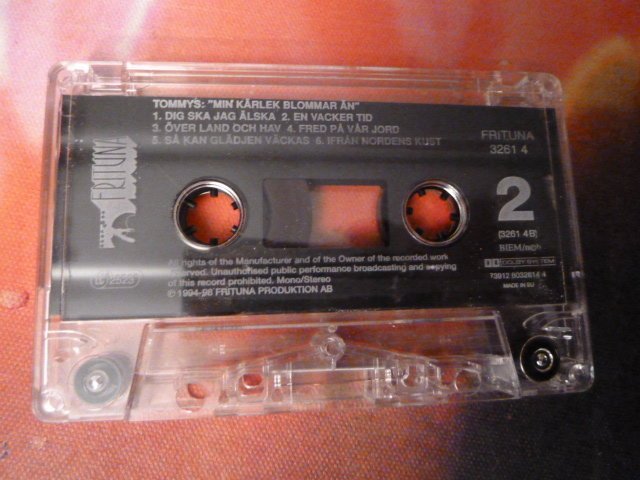 TOMMYS: "MIN KÄRLEK BLOMMAR ÄN"
1. DIG SKA JAG ÄLSKA 2. EN VACKER TID
3. ÖVER LAND OCH HAV 4. FRED PÅ VÅR JORD
5. SÅ KAN GLÄDJEN VÄCKAS 6. IFRÅN NORDENS KUST
FRITUNA
FRITUNA
3261 4
2
(3261 4B)
BIEM/ncb
DOLBY SYSTEM
73912 6032614 4
MADE IN EU
All rights of the Manufacturer and of the Owner of the recorded work
reserved. Unauthorised public performance broadcasting and copying
of this record prohibited. Mono/Stereo
℗ 1994-96 FRITUNA PRODUKTION AB